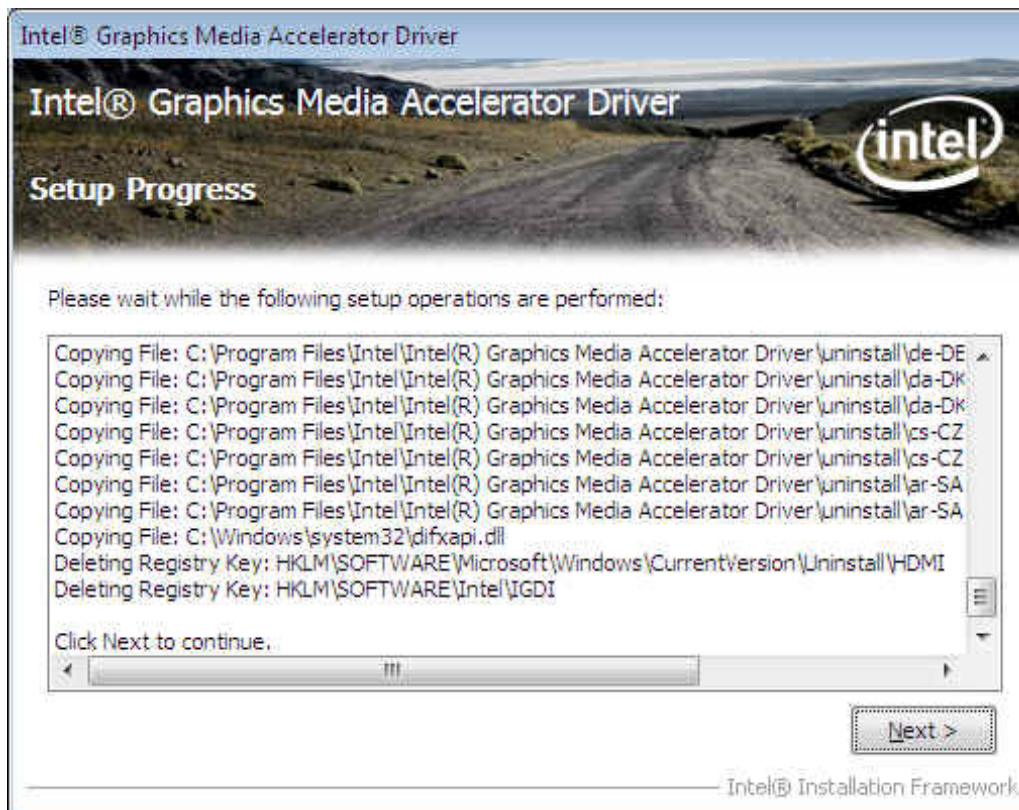 Intel® Graphics Media Accelerator Driver
Intel® Graphics Media Accelerator Driver
intel
Setup Progress
Please wait while the following setup operations are performed:
Copying File: C:\Program Files\Intel\Intel(R) Graphics Media Accelerator Driver\uninstall\de-DE
Copying File: C:\Program Files\Intel\Intel(R) Graphics Media Accelerator Driver\uninstall\da-DK
Copying File: C:\Program Files\Intel\Intel(R) Graphics Media Accelerator Driver\uninstall\da-DK
Copying File: C:\Program Files\Intel\Intel(R) Graphics Media Accelerator Driver\uninstall\cs-CZ
Copying File: C:\Program Files\Intel\Intel(R) Graphics Media Accelerator Driver\uninstall\cs-CZ
Copying File: C:\Program Files\Intel\Intel(R) Graphics Media Accelerator Driver\uninstall\ar-SA
Copying File: C:\Program Files\Intel\Intel(R) Graphics Media Accelerator Driver\uninstall\ar-SA
Copying File: C:\Windows\system32\difxapi.dll
Deleting Registry Key: HKLM\SOFTWARE\Microsoft\Windows\CurrentVersion\Uninstall\HDMI
Deleting Registry Key: HKLM\SOFTWARE\Intel\IGDI
Click Next to continue.
Next >
Intel® Installation Framework